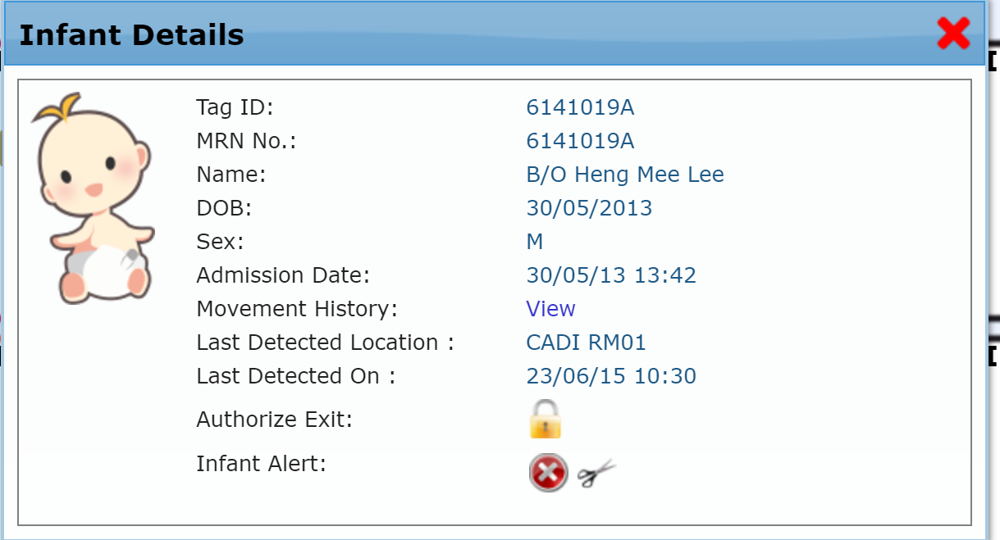 Infant Details
Tag ID: 6141019A
MRN No.: 6141019A
Name: B/O Heng Mee Lee
DOB: 30/05/2013
Sex: M
Admission Date: 30/05/13 13:42
Movement History: View
Last Detected Location : CADI RM01
Last Detected On : 23/06/15 10:30
Authorize Exit:
Infant Alert: